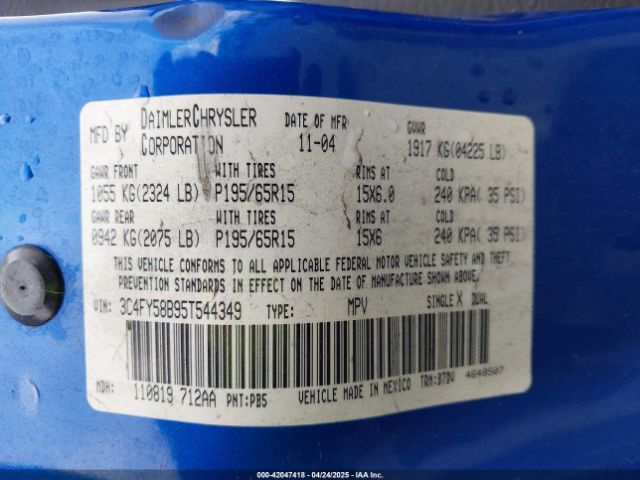 MFD BY DAIMLERCHRYSLER CORPORATION DATE OF MFR 11-04 GVWR 1917 KG(04225 LB)
GAWR FRONT WITH TIRES RIMS AT COLD
1055 KG(2324 LB) P195/65R15 15X6.0 240 KPA( 35 PSI)
GAWR REAR WITH TIRES RIMS AT COLD
0942 KG(2075 LB) P195/65R15 15X6 240 KPA( 35 PSI)
THIS VEHICLE CONFORMS TO ALL APPLICABLE FEDERAL MOTOR VEHICLE SAFETY AND THEFT
PREVENTION STANDARDS IN EFFECT ON THE DATE OF MANUFACTURE SHOWN ABOVE.
VIN: 3C4FY58B95T544349 TYPE: MPV SINGLE X DUAL
MDH: 110819 712AA PNT:PB5 VEHICLE MADE IN MEXICO TRM:B7DV 4648507
000-42047418 - 04/24/2025 - IAA Inc.